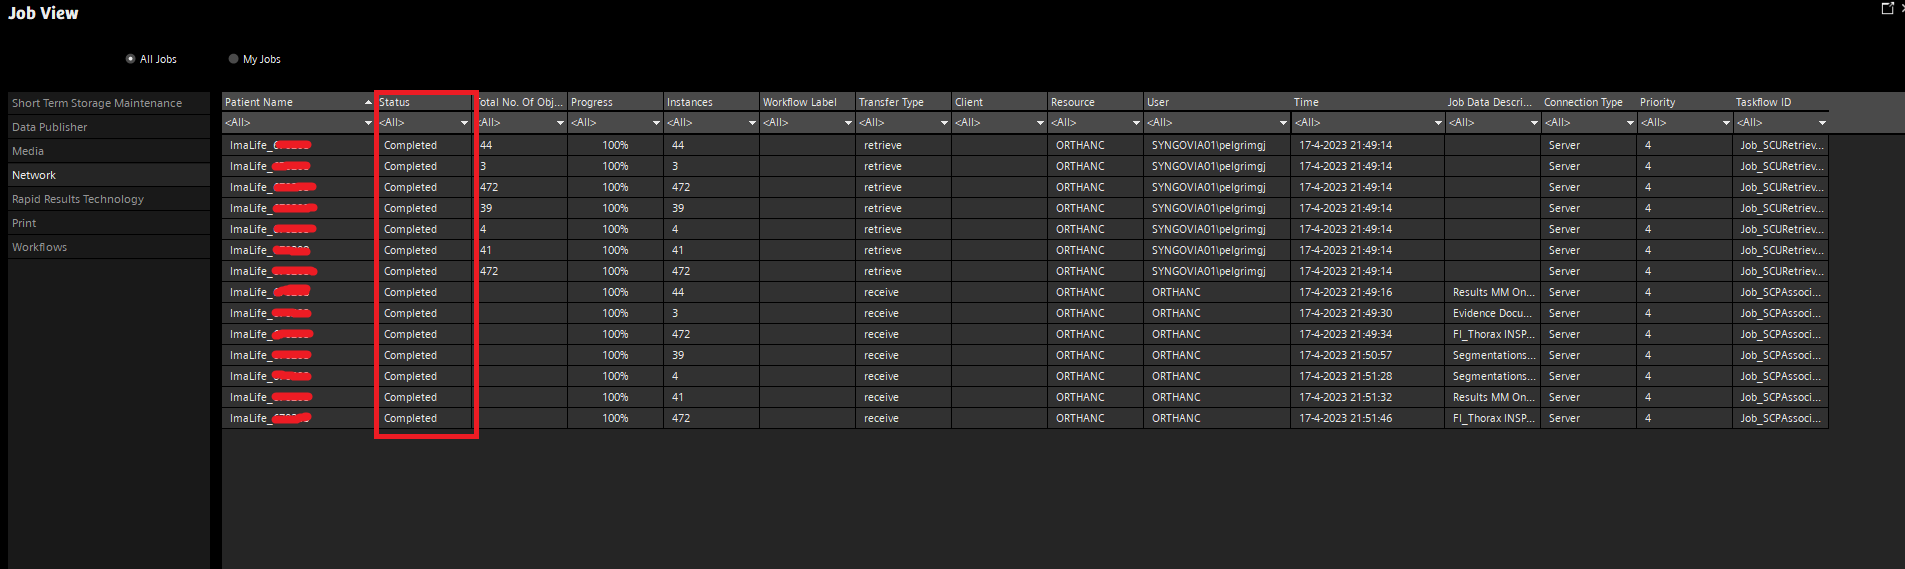 Job View
All Jobs My Jobs
Short Term Storage Maintenance
Data Publisher
Media
Network
Rapid Results Technology
Print
Workflows
Patient Name Status Total No. Of Obj... Progress Instances Workflow Label Transfer Type Client Resource User Time Job Data Descri... Connection Type Priority Taskflow ID
<All> <All> <All> <All> <All> <All> <All> <All> <All> <All> <All> <All> <All> <All> <All>
ImaLife_ Completed 44 100% 44 retrieve ORTHANC SYNGOVIA01\pelgrimgj 17-4-2023 21:49:14 Server 4 Job_SCURetriev...
ImaLife_ Completed 3 100% 3 retrieve ORTHANC SYNGOVIA01\pelgrimgj 17-4-2023 21:49:14 Server 4 Job_SCURetriev...
ImaLife_ Completed 472 100% 472 retrieve ORTHANC SYNGOVIA01\pelgrimgj 17-4-2023 21:49:14 Server 4 Job_SCURetriev...
ImaLife_ Completed 39 100% 39 retrieve ORTHANC SYNGOVIA01\pelgrimgj 17-4-2023 21:49:14 Server 4 Job_SCURetriev...
ImaLife_ Completed 4 100% 4 retrieve ORTHANC SYNGOVIA01\pelgrimgj 17-4-2023 21:49:14 Server 4 Job_SCURetriev...
ImaLife_ Completed 41 100% 41 retrieve ORTHANC SYNGOVIA01\pelgrimgj 17-4-2023 21:49:14 Server 4 Job_SCURetriev...
ImaLife_ Completed 472 100% 472 retrieve ORTHANC SYNGOVIA01\pelgrimgj 17-4-2023 21:49:14 Server 4 Job_SCURetriev...
ImaLife_ Completed 100% 44 receive ORTHANC ORTHANC 17-4-2023 21:49:16 Results MM On... Server 4 Job_SCPAssoci...
ImaLife_ Completed 100% 3 receive ORTHANC ORTHANC 17-4-2023 21:49:30 Evidence Docu... Server 4 Job_SCPAssoci...
ImaLife_ Completed 100% 472 receive ORTHANC ORTHANC 17-4-2023 21:49:34 FI_Thorax INSP... Server 4 Job_SCPAssoci...
ImaLife_ Completed 100% 39 receive ORTHANC ORTHANC 17-4-2023 21:50:57 Segmentations... Server 4 Job_SCPAssoci...
ImaLife_ Completed 100% 4 receive ORTHANC ORTHANC 17-4-2023 21:51:28 Segmentations... Server 4 Job_SCPAssoci...
ImaLife_ Completed 100% 41 receive ORTHANC ORTHANC 17-4-2023 21:51:32 Results MM On... Server 4 Job_SCPAssoci...
ImaLife_ Completed 100% 472 receive ORTHANC ORTHANC 17-4-2023 21:51:46 FI_Thorax INSP... Server 4 Job_SCPAssoci...